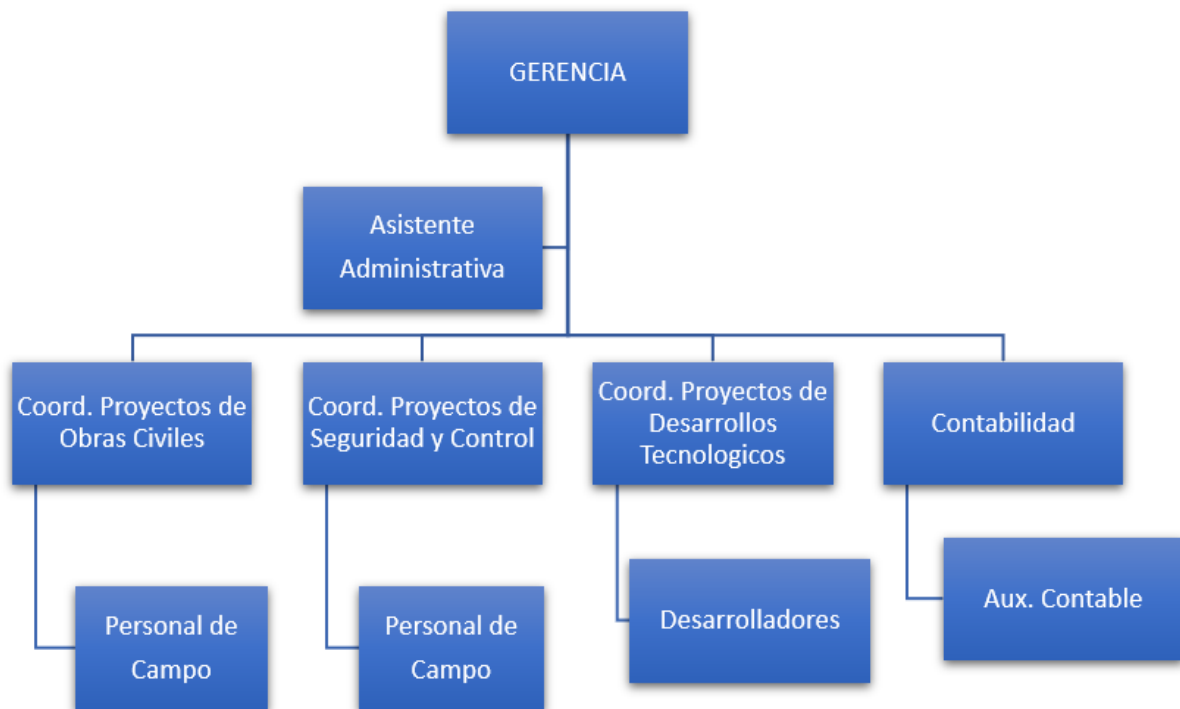 GERENCIA
Asistente
Administrativa
Coord. Proyectos de
Obras Civiles
Coord. Proyectos de
Seguridad y Control
Coord. Proyectos de
Desarrollos
Tecnologicos
Contabilidad
Personal de
Campo
Personal de
Campo
Desarrolladores
Aux. Contable